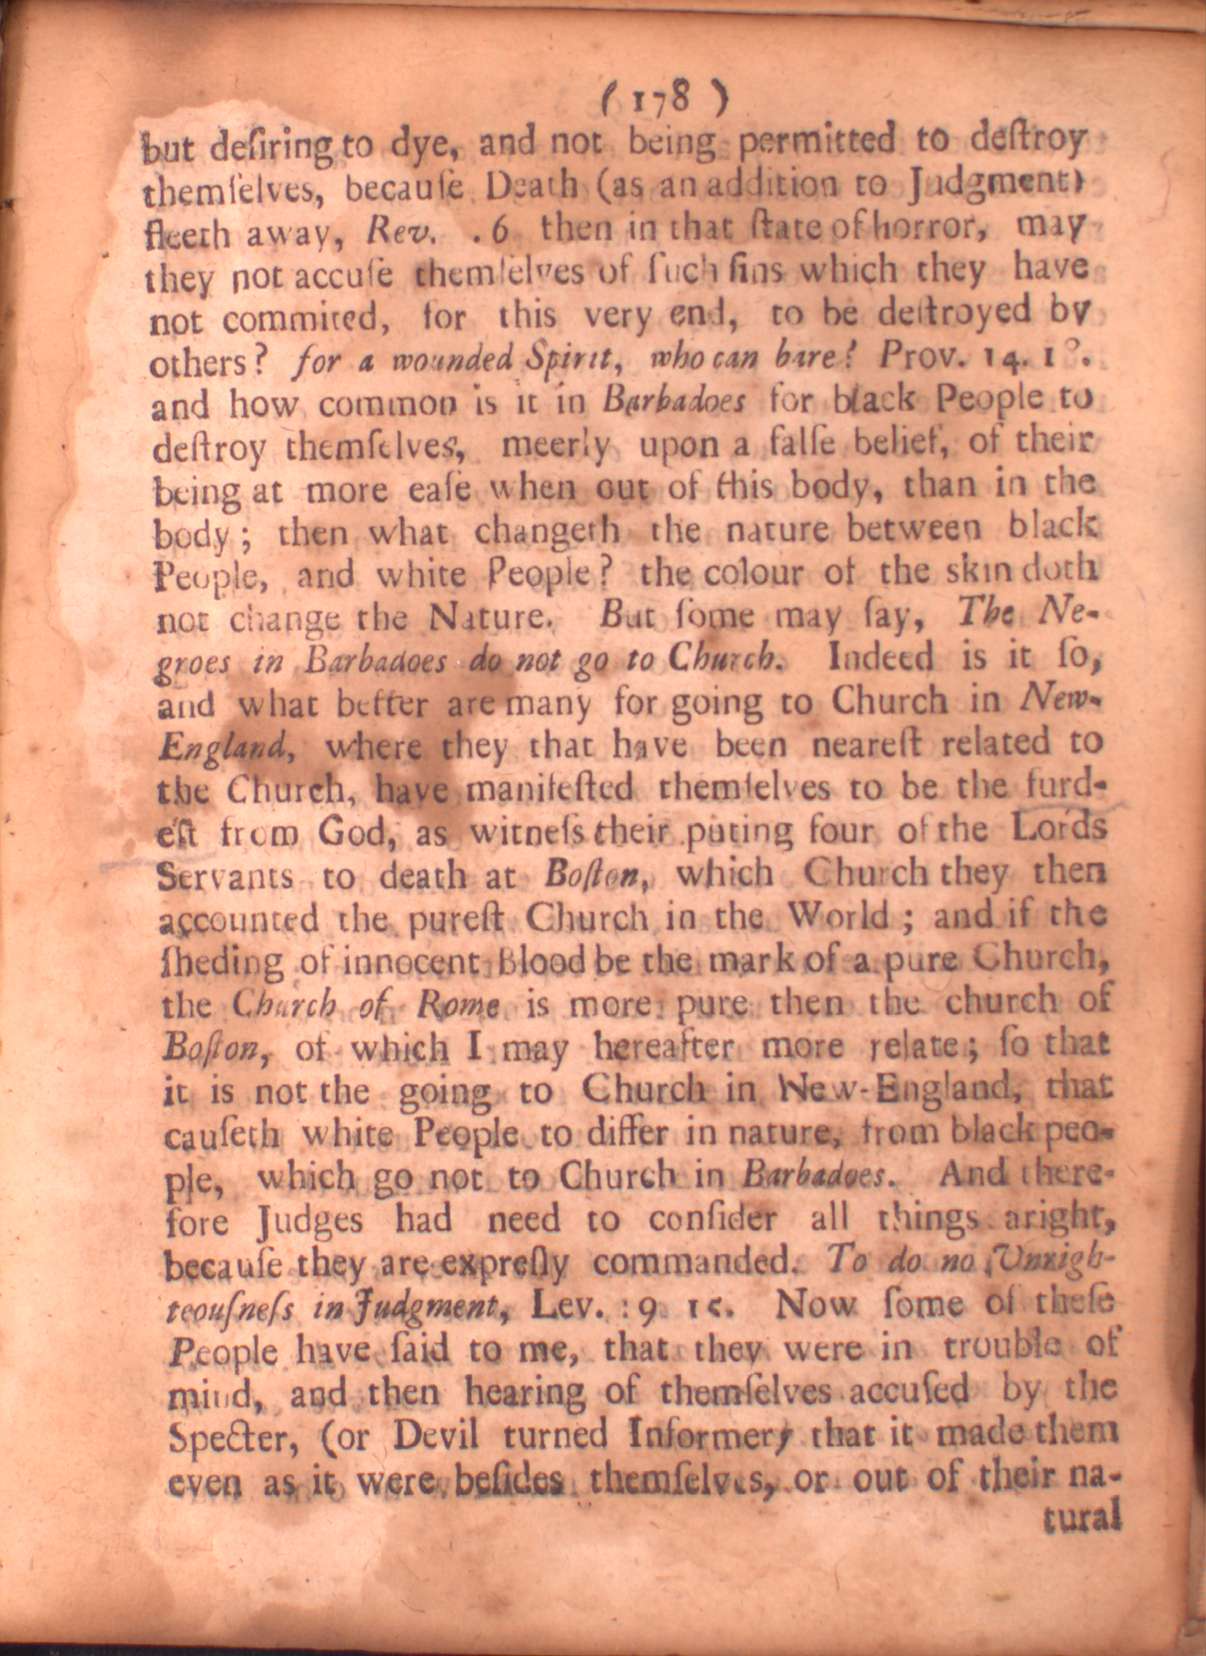 ( 178 )
but deſiring to dye, and not being permitted to deſtroy
themſelves, becauſe Death (as an addition to Judgment)
fleeth away, Rev. . 6 then in that ſtate of horror, may
they not accuſe themſelves of ſuch ſins which they have
not commited, for this very end, to be deſtroyed by
others? for a wounded Spirit, who can bare? Prov. 14. 1
and how common is it in Barbadoes for black People to
deſtroy themſelves, meerly upon a falſe belief, of their
being at more eaſe when out of this body, than in the
body; then what changeth the nature between black
People, and white People? the colour of the skin doth
not change the Nature. But ſome may ſay, The Ne-
groes in Barbadoes do not go to Church. Indeed is it ſo,
and what better are many for going to Church in New-
England, where they that have been neareſt related to
the Church, have manifeſted themſelves to be the furd-
eſt from God, as witneſs their puting four of the Lords
Servants to death at Boſton, which Church they then
accounted the pureſt Church in the World; and if the
ſheding of innocent Blood be the mark of a pure Church,
the Church of Rome is more pure then the church of
Boſton, of which I may hereafter more relate; ſo that
it is not the going to Church in New-England, that
cauſeth white People to differ in nature, from black peo-
ple, which go not to Church in Barbadoes. And there-
fore Judges had need to conſider all things aright,
becauſe they are expreſly commanded. To do no Unrigh-
teouſneſs in Judgment, Lev. :9 15. Now ſome of theſe
People have ſaid to me, that they were in trouble of
mind, and then hearing of themſelves accuſed by the
Specter, (or Devil turned Informer) that it made them
even as it were beſides themſelves, or out of their na-
tural